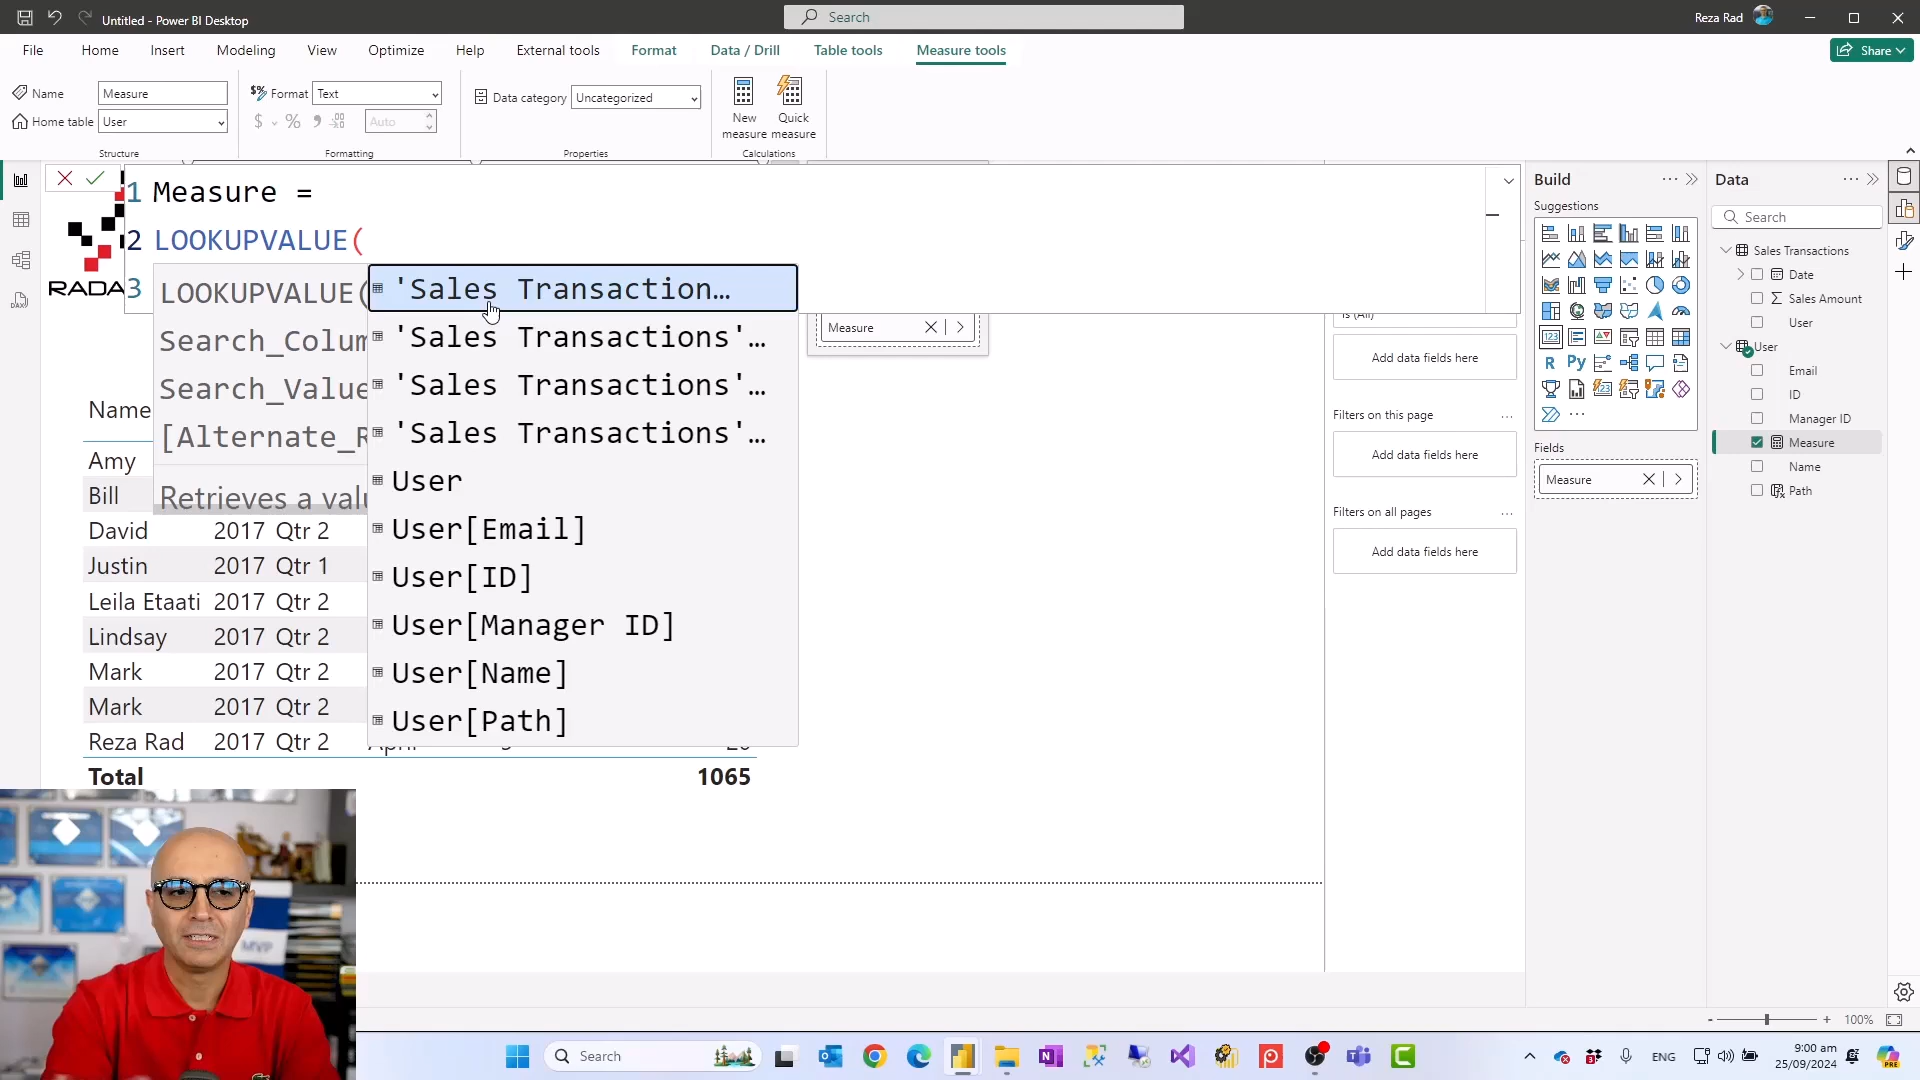 Untitled - Power BI Desktop
Search
Reza Rad
File
Home
Insert
Modeling
View
Optimize
Help
External tools
Format
Data / Drill
Table tools
Measure tools
Share
Name
Measure
Home table
User
Structure
$% Format
Text
$ %
Auto
Formatting
Data category
Uncategorized
Properties
New measure
Quick measure
Calculations
1 Measure =
2 LOOKUPVALUE(
3
RADA
LOOKUPVALUE(
Search_Colum
Search_Value
[Alternate_R
Retrieves a valu
'Sales Transaction…
'Sales Transactions'…
'Sales Transactions'…
'Sales Transactions'…
User
User[Email]
User[ID]
User[Manager ID]
User[Name]
User[Path]
Name
Amy
Bill
David 2017 Qtr 2
Justin 2017 Qtr 1
Leila Etaati 2017 Qtr 2
Lindsay 2017 Qtr 2
Mark 2017 Qtr 2
Mark 2017 Qtr 2
Reza Rad 2017 Qtr 2
Total 1065
Measure
is (All)
Add data fields here
Filters on this page
Add data fields here
Filters on all pages
Add data fields here
Build
Suggestions
R Py
123
Fields
Measure
Data
Search
Sales Transactions
Date
Sales Amount
User
User
Email
ID
Manager ID
Measure
Name
Path
MVP
- + 100%
Search
ENG
9:00 am
25/09/2024
PRE